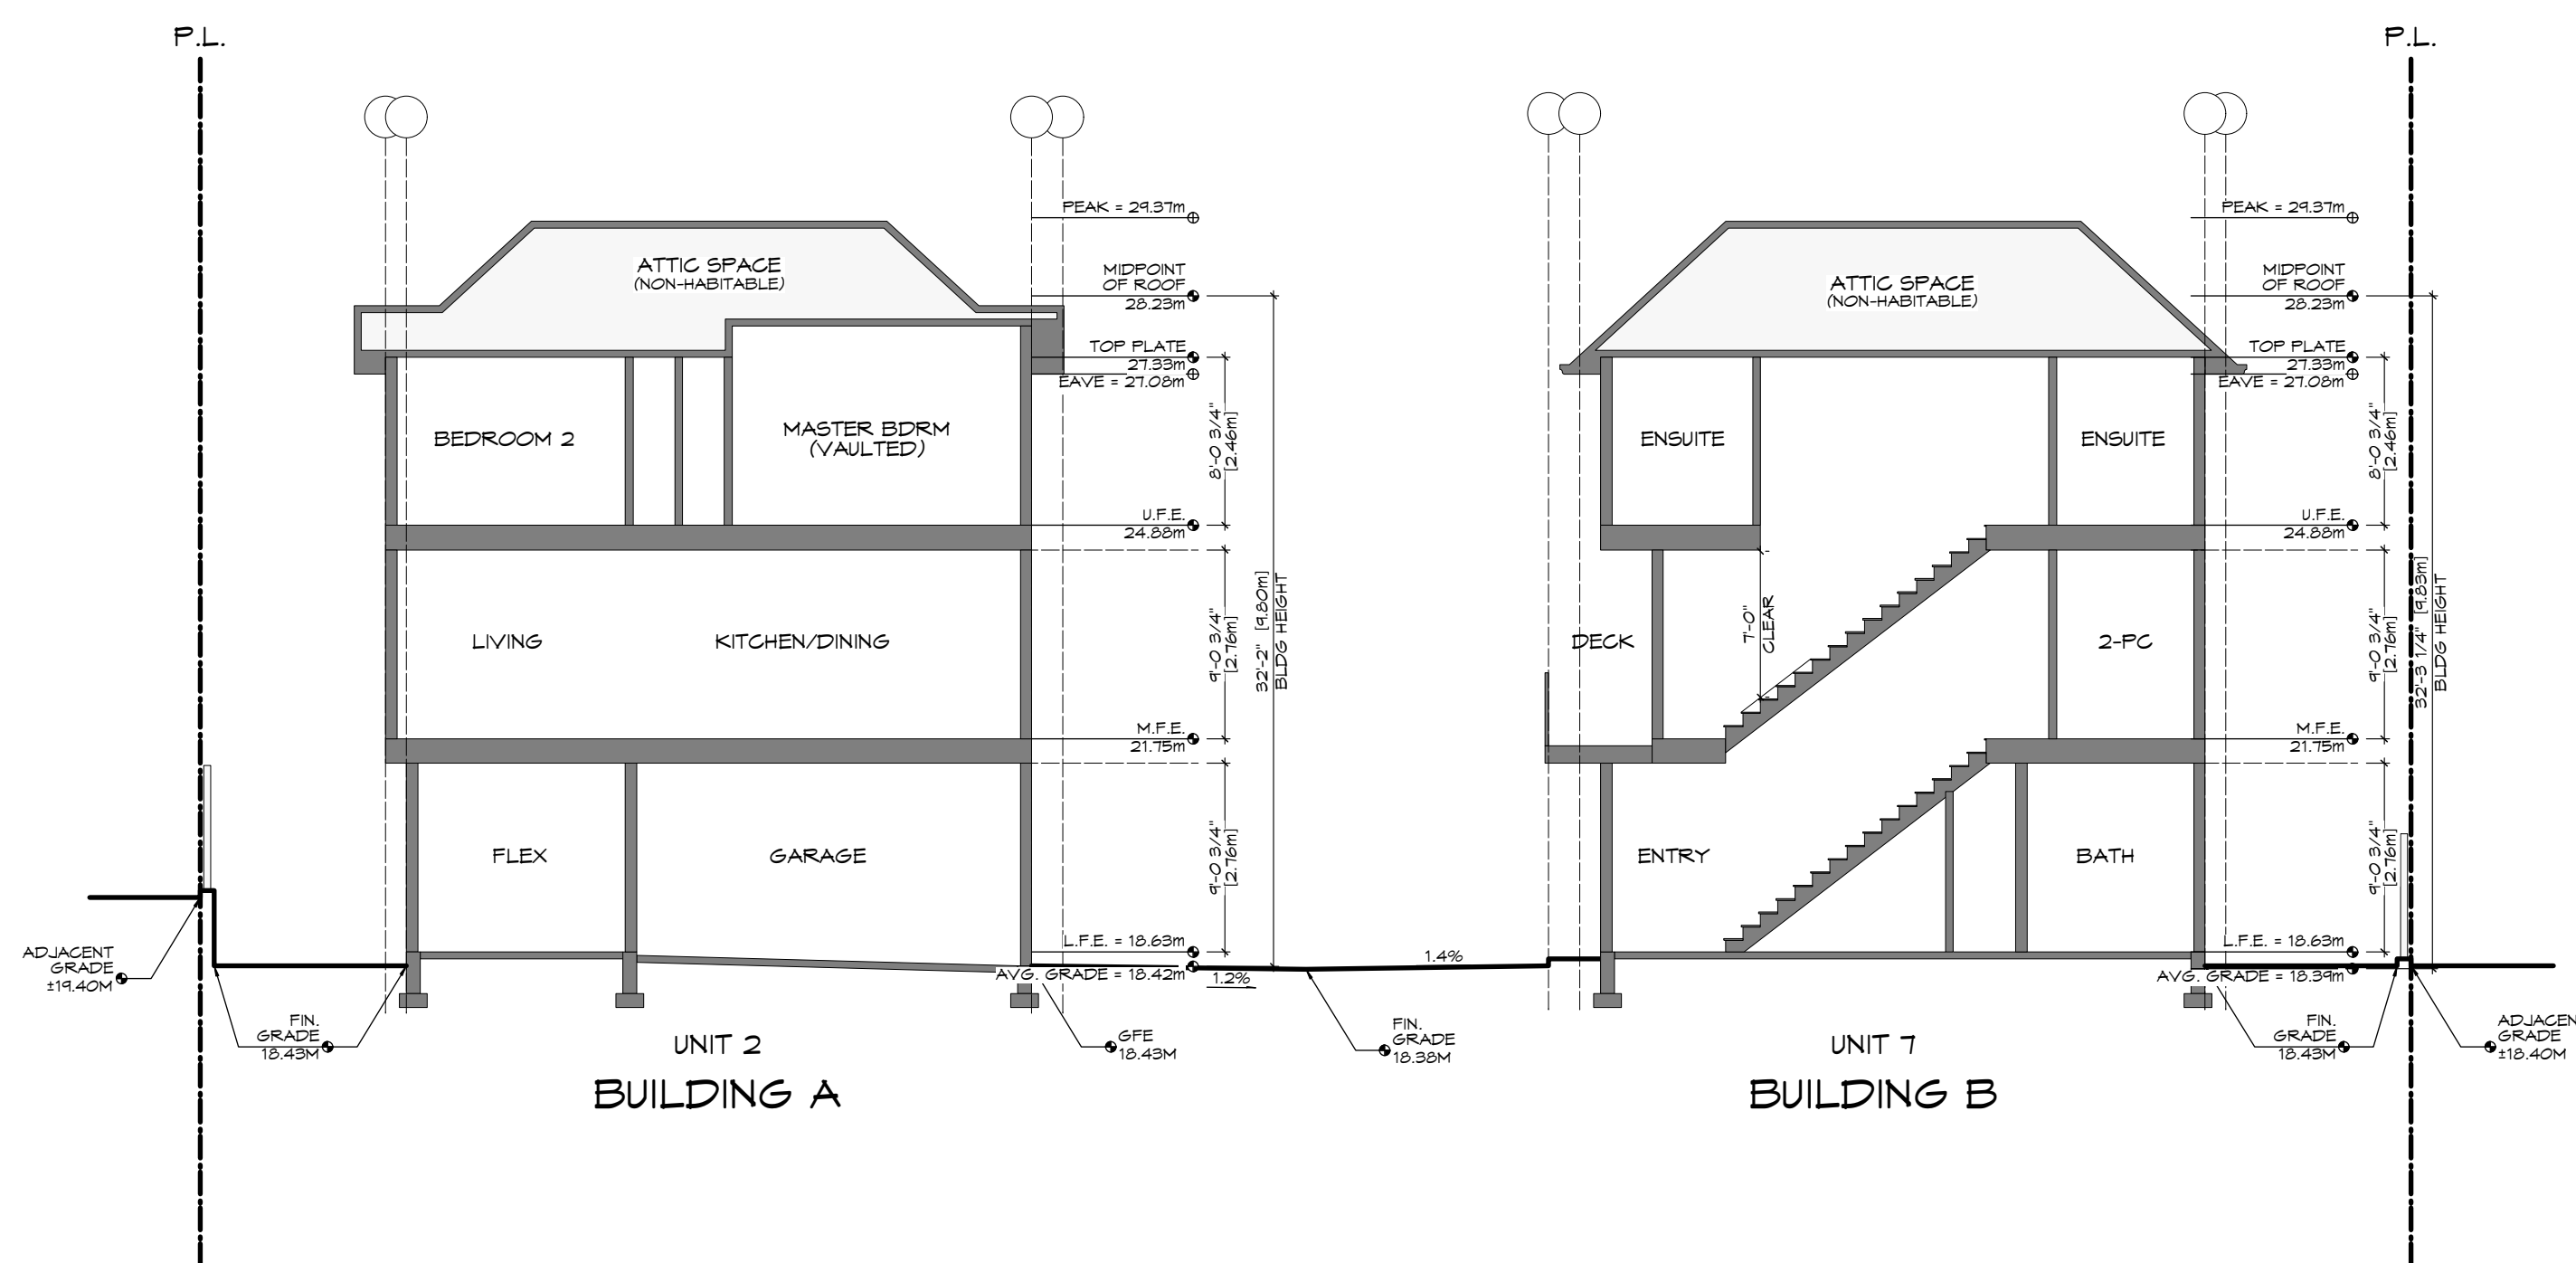 P.L.
P.L.
PEAK = 29.37m
MIDPOINT
OF ROOF
28.23m
TOP PLATE
27.33m
EAVE = 27.08m
U.F.E.
24.88m
M.F.E.
21.75m
L.F.E. = 18.63m
AVG. GRADE = 18.42m
8'-0 3/4"
[2.46m]
9'-0 3/4"
[2.76m]
9'-0 3/4"
[2.76m]
32'-2" [9.80m]
BLDG HEIGHT
ATTIC SPACE
(NON-HABITABLE)
BEDROOM 2
MASTER BDRM
(VAULTED)
LIVING
KITCHEN/DINING
FLEX
GARAGE
ADJACENT
GRADE
±19.40M
FIN.
GRADE
18.43M
GFE
18.43M
1.2%
1.4%
FIN.
GRADE
18.38M
UNIT 2
BUILDING A
PEAK = 29.37m
MIDPOINT
OF ROOF
28.23m
TOP PLATE
27.33m
EAVE = 27.08m
U.F.E.
24.88m
M.F.E.
21.75m
L.F.E. = 18.63m
AVG. GRADE = 18.39m
8'-0 3/4"
[2.46m]
9'-0 3/4"
[2.76m]
9'-0 3/4"
[2.76m]
32'-3 1/4" [9.83m]
BLDG HEIGHT
ATTIC SPACE
(NON-HABITABLE)
ENSUITE
ENSUITE
DECK
7'-0"
CLEAR
2-PC
ENTRY
BATH
FIN.
GRADE
18.43M
ADJACEN
GRADE
±18.40M
UNIT 7
BUILDING B